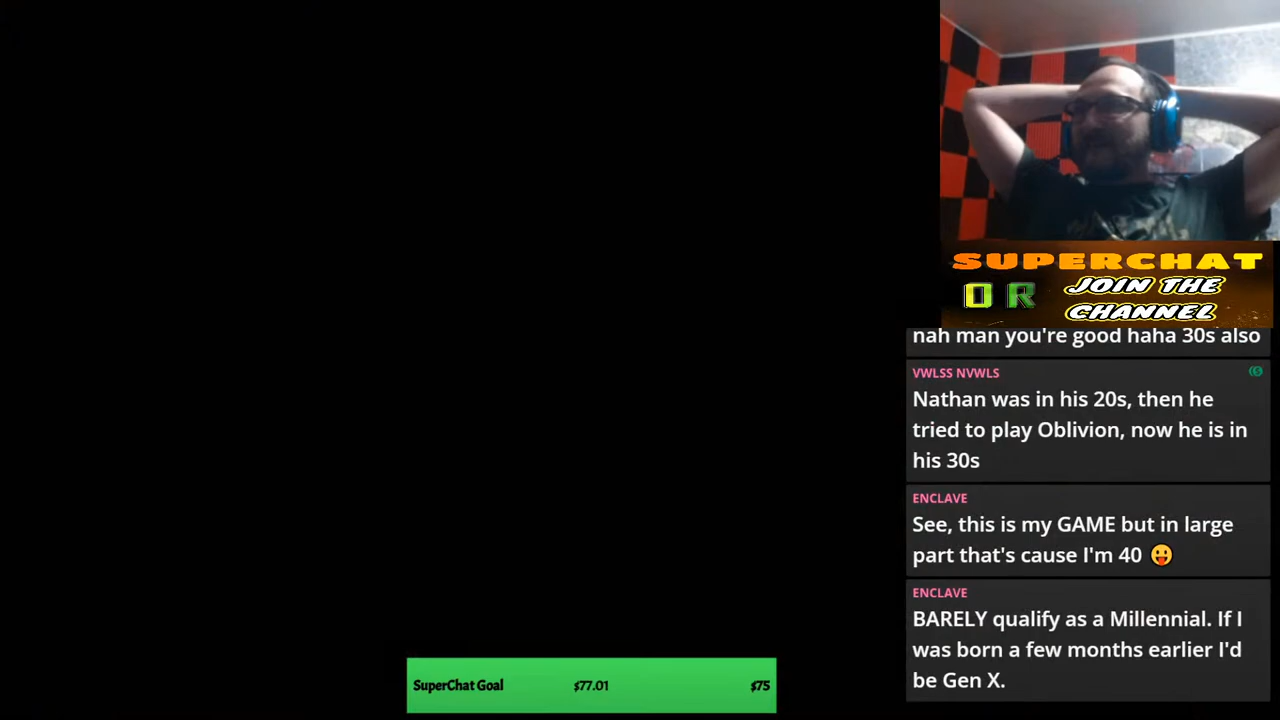 SUPERCHAT
OR JOIN THE
CHANNEL
nah man you're good haha 30s also
VWLSS NVWLS
Nathan was in his 20s, then he
tried to play Oblivion, now he is in
his 30s
ENCLAVE
See, this is my GAME but in large
part that's cause I'm 40 😛
ENCLAVE
BARELY qualify as a Millennial. If I
was born a few months earlier I'd
be Gen X.
SuperChat Goal $77.01 $75